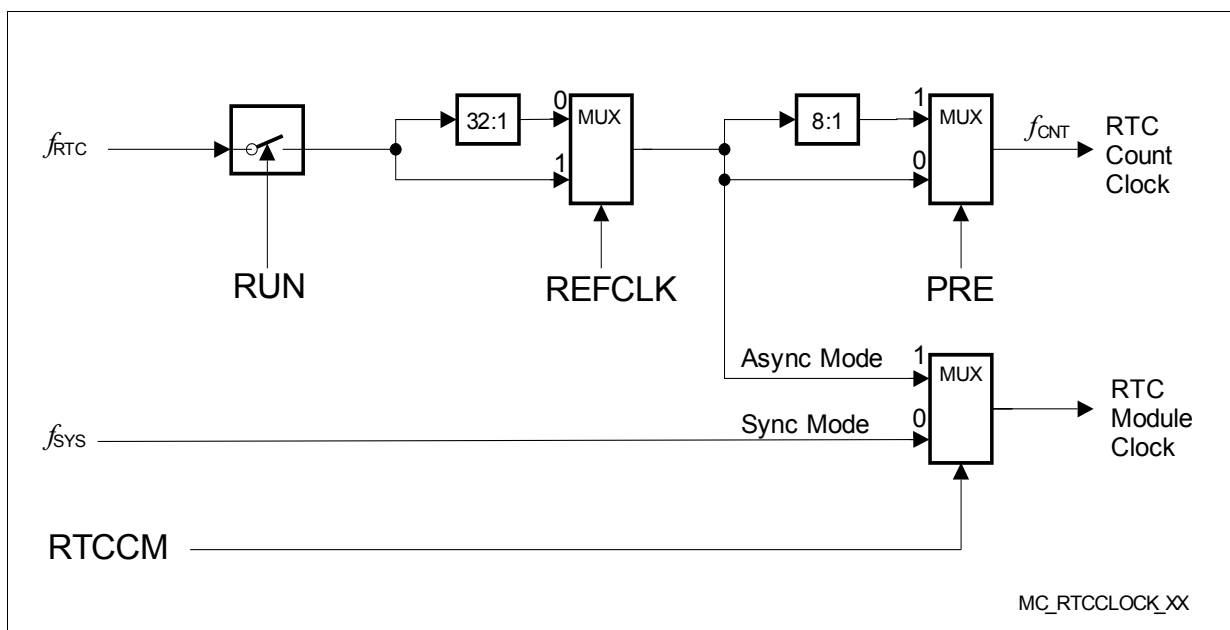 0
32:1
MUX
1
8:1
1
MUX
0
fRTC
fCNT
RTC
Count
Clock
RUN
REFCLK
PRE
Async Mode
1
MUX
fSYS
Sync Mode
0
RTC
Module
Clock
RTCCM
MC_RTCCLOCK_XX